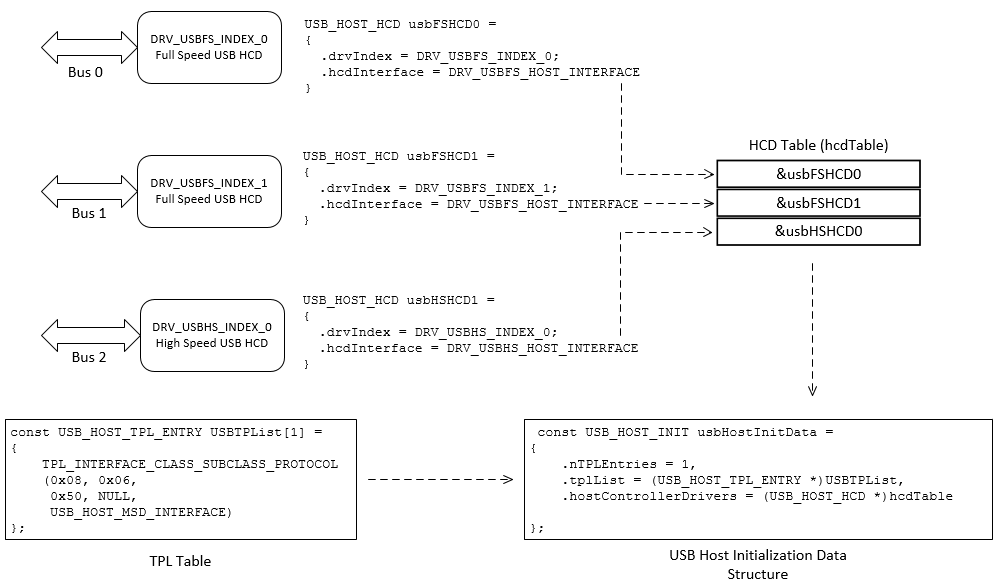 DRV_USBFS_INDEX_0
Full Speed USB HCD
Bus 0
USB_HOST_HCD usbFSHCD0 =
{
.drvIndex = DRV_USBFS_INDEX_0;
.hcdInterface = DRV_USBFS_HOST_INTERFACE
}
DRV_USBFS_INDEX_1
Full Speed USB HCD
Bus 1
USB_HOST_HCD usbFSHCD1 =
{
.drvIndex = DRV_USBFS_INDEX_1;
.hcdInterface = DRV_USBFS_HOST_INTERFACE
}
HCD Table (hcdTable)
&usbFSHCD0
&usbFSHCD1
&usbHSHCD0
DRV_USBHS_INDEX_0
High Speed USB HCD
Bus 2
USB_HOST_HCD usbHSHCD1 =
{
.drvIndex = DRV_USBHS_INDEX_0;
.hcdInterface = DRV_USBHS_HOST_INTERFACE
}
const USB_HOST_TPL_ENTRY USBTPList[1] =
{
TPL_INTERFACE_CLASS_SUBCLASS_PROTOCOL
(0x08, 0x06,
0x50, NULL,
USB_HOST_MSD_INTERFACE)
};
TPL Table
const USB_HOST_INIT usbHostInitData =
{
.nTPLEntries = 1,
.tplList = (USB_HOST_TPL_ENTRY *)USBTPList,
.hostControllerDrivers = (USB_HOST_HCD *)hcdTable
};
USB Host Initialization Data
Structure